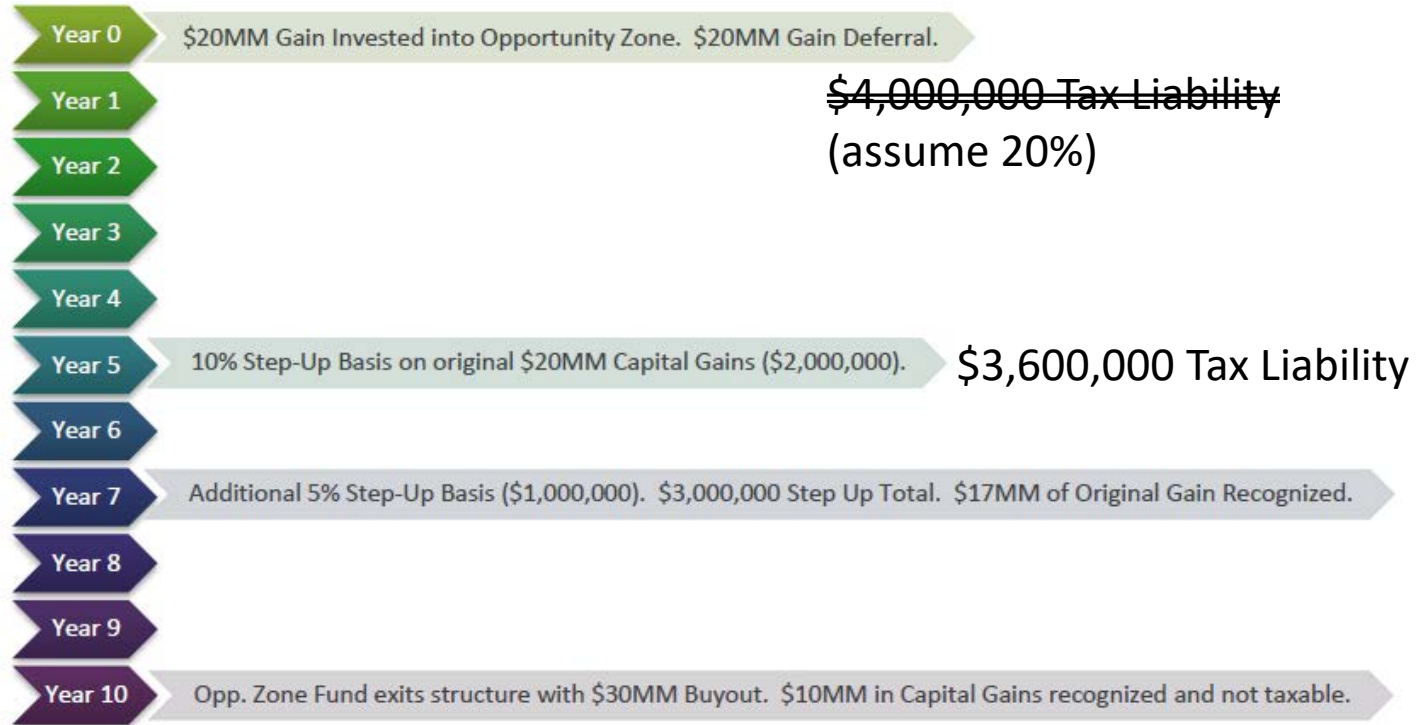 Year 0
$20MM Gain Invested into Opportunity Zone. $20MM Gain Deferral.
Year 1
$4,000,000 Tax Liability
(assume 20%)
Year 2
Year 3
Year 4
Year 5
10% Step-Up Basis on original $20MM Capital Gains ($2,000,000).
$3,600,000 Tax Liability
Year 6
Year 7
Additional 5% Step-Up Basis ($1,000,000). $3,000,000 Step Up Total. $17MM of Original Gain Recognized.
Year 8
Year 9
Year 10
Opp. Zone Fund exits structure with $30MM Buyout. $10MM in Capital Gains recognized and not taxable.